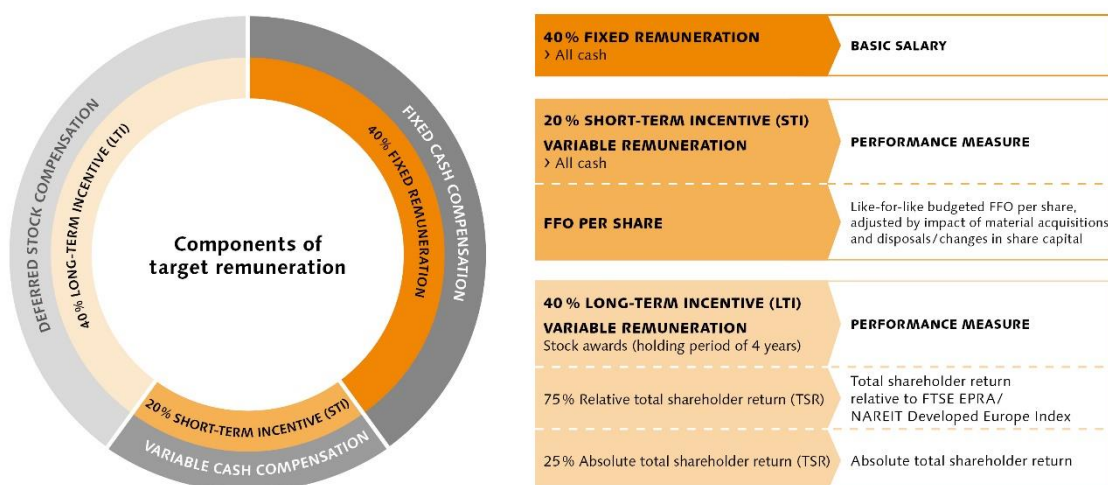 DEFERRED STOCK COMPENSATION
40% LONG-TERM INCENTIVE (LTI)
FIXED CASH COMPENSATION
40% FIXED REMUNERATION
Components of
target remuneration
20% SHORT-TERM INCENTIVE (STI)
VARIABLE CASH COMPENSATION
40% FIXED REMUNERATION
> All cash
BASIC SALARY
20% SHORT-TERM INCENTIVE (STI)
VARIABLE REMUNERATION
> All cash
PERFORMANCE MEASURE
FFO PER SHARE
Like-for-like budgeted FFO per share,
adjusted by impact of material acquisitions
and disposals/changes in share capital
40% LONG-TERM INCENTIVE (LTI)
VARIABLE REMUNERATION
Stock awards (holding period of 4 years)
PERFORMANCE MEASURE
75% Relative total shareholder return (TSR)
Total shareholder return
relative to FTSE EPRA/
NAREIT Developed Europe Index
25% Absolute total shareholder return (TSR)
Absolute total shareholder return